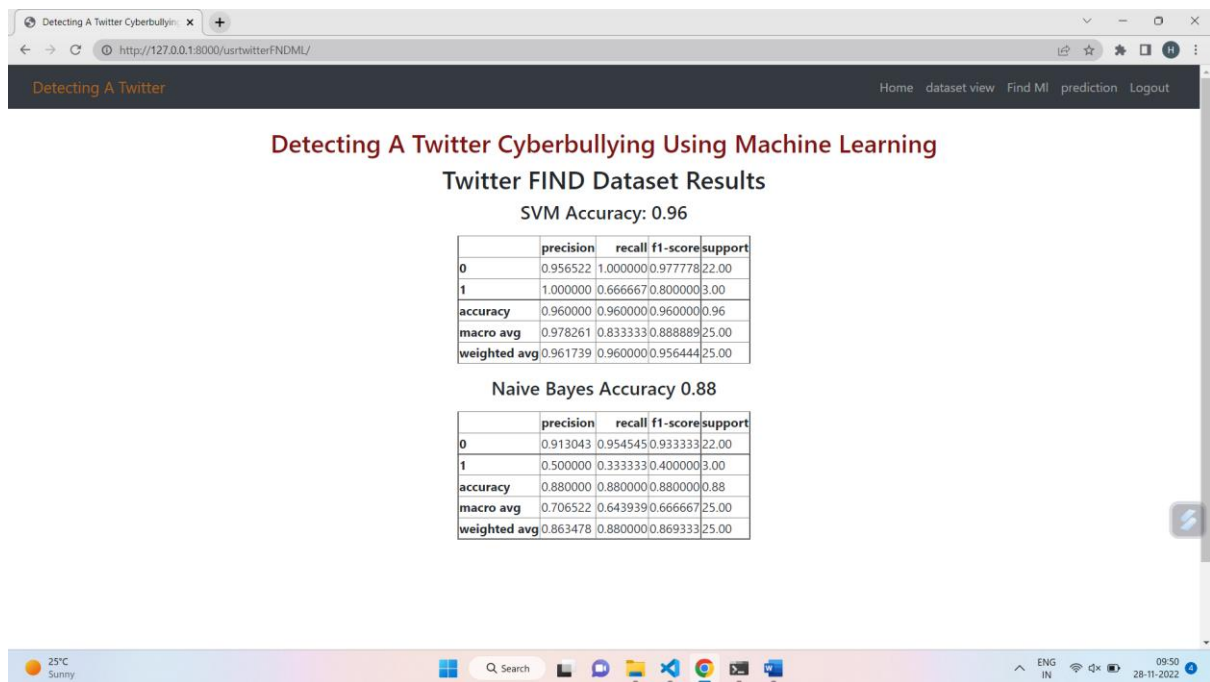 Detecting A Twitter Cyberbullying
http://127.0.0.1:8000/usrtwitterFNDML/
H
Detecting A Twitter
Home dataset view Find Ml prediction Logout
Detecting A Twitter Cyberbullying Using Machine Learning
Twitter FIND Dataset Results
SVM Accuracy: 0.96
precision recall f1-score support
0 0.956522 1.000000 0.977778 22.00
1 1.000000 0.666667 0.800000 3.00
accuracy 0.960000 0.960000 0.960000 0.96
macro avg 0.978261 0.833333 0.888889 25.00
weighted avg 0.961739 0.960000 0.956444 25.00
Naive Bayes Accuracy 0.88
precision recall f1-score support
0 0.913043 0.954545 0.933333 22.00
1 0.500000 0.333333 0.400000 3.00
accuracy 0.880000 0.880000 0.880000 0.88
macro avg 0.706522 0.643939 0.666667 25.00
weighted avg 0.863478 0.880000 0.869333 25.00
25°C
Sunny
Search
ENG
IN
09:50
28-11-2022
4